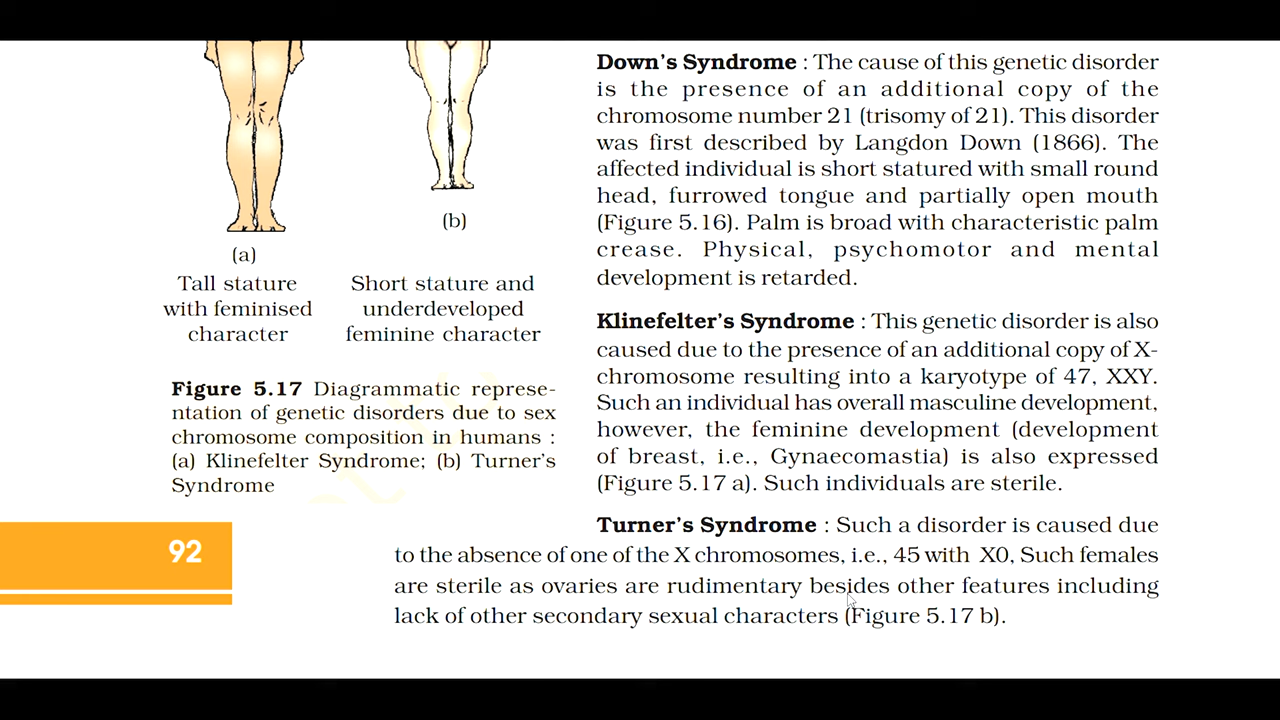 (a)
Tall stature
with feminised
character
(b)
Short stature and
underdeveloped
feminine character
Figure 5.17 Diagrammatic represe-
ntation of genetic disorders due to sex
chromosome composition in humans :
(a) Klinefelter Syndrome; (b) Turner's
Syndrome
92
Down's Syndrome : The cause of this genetic disorder
is the presence of an additional copy of the
chromosome number 21 (trisomy of 21). This disorder
was first described by Langdon Down (1866). The
affected individual is short statured with small round
head, furrowed tongue and partially open mouth
(Figure 5.16). Palm is broad with characteristic palm
crease. Physical, psychomotor and mental
development is retarded.
Klinefelter's Syndrome : This genetic disorder is also
caused due to the presence of an additional copy of X-
chromosome resulting into a karyotype of 47, XXY.
Such an individual has overall masculine development,
however, the feminine development (development
of breast, i.e., Gynaecomastia) is also expressed
(Figure 5.17 a). Such individuals are sterile.
Turner's Syndrome : Such a disorder is caused due
to the absence of one of the X chromosomes, i.e., 45 with X0, Such females
are sterile as ovaries are rudimentary besides other features including
lack of other secondary sexual characters (Figure 5.17 b).